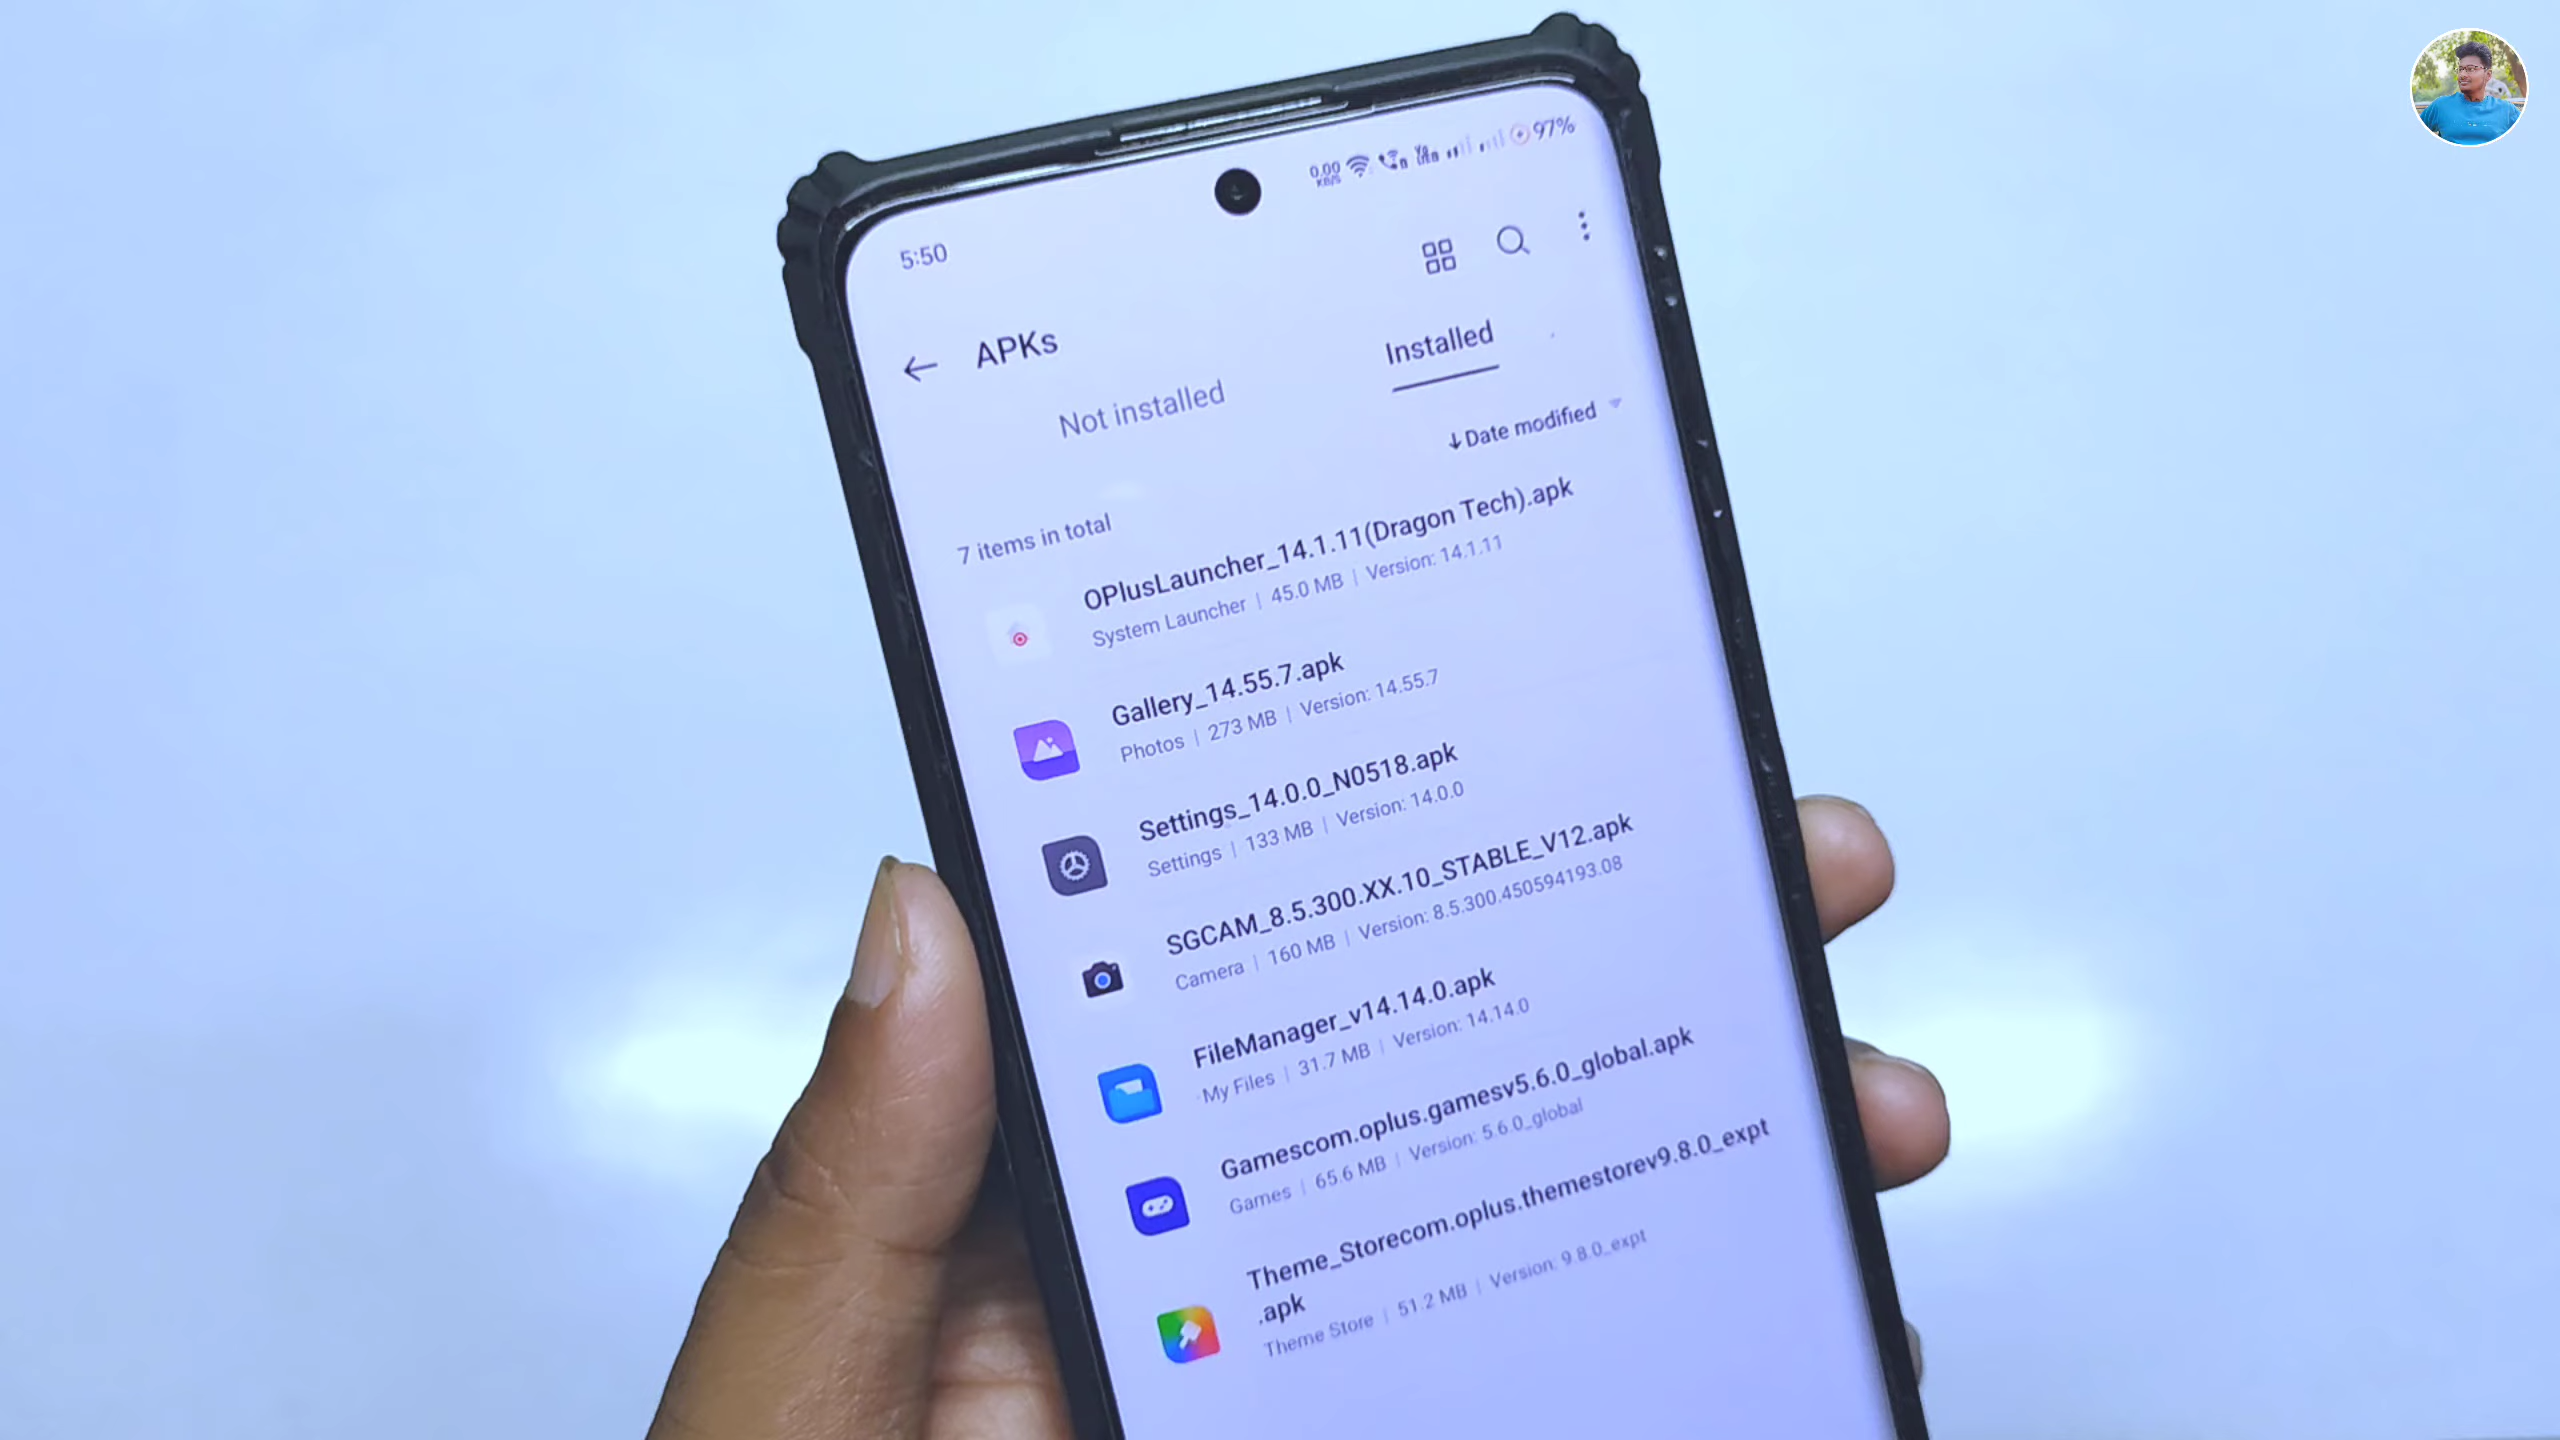 5:50
0.00 KB/S
97%
APKs
Not installed
Installed
↓Date modified
7 items in total
OPlusLauncher_14.1.11(Dragon Tech).apk
System Launcher | 45.0 MB | Version: 14.1.11
Gallery_14.55.7.apk
Photos | 273 MB | Version: 14.55.7
Settings_14.0.0_N0518.apk
Settings | 133 MB | Version: 14.0.0
SGCAM_8.5.300.XX.10_STABLE_V12.apk
Camera | 160 MB | Version: 8.5.300.450594193.08
FileManager_v14.14.0.apk
My Files | 31.7 MB | Version: 14.14.0
Gamescom.oplus.gamesv5.6.0_global.apk
Games | 65.6 MB | Version: 5.6.0_global
Theme_Storecom.oplus.themestorev9.8.0_expt
.apk
Theme Store | 51.2 MB | Version: 9.8.0_expt